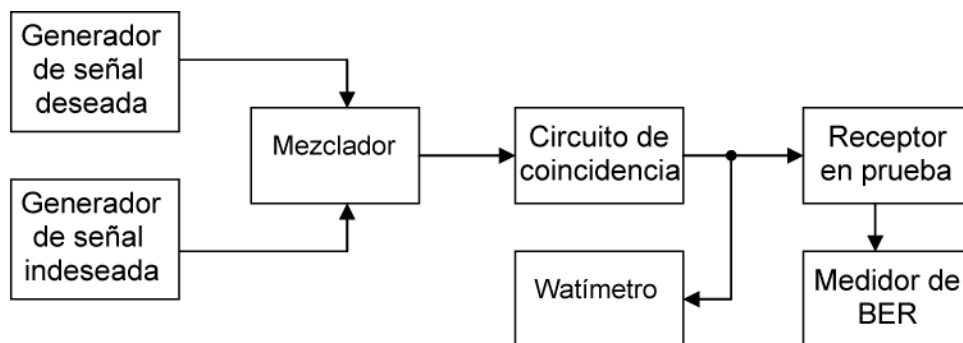 Generador
de señal
deseada
Mezclador
Circuito de
coincidencia
Receptor
en prueba
Generador
de señal
indeseada
Watímetro
Medidor de
BER